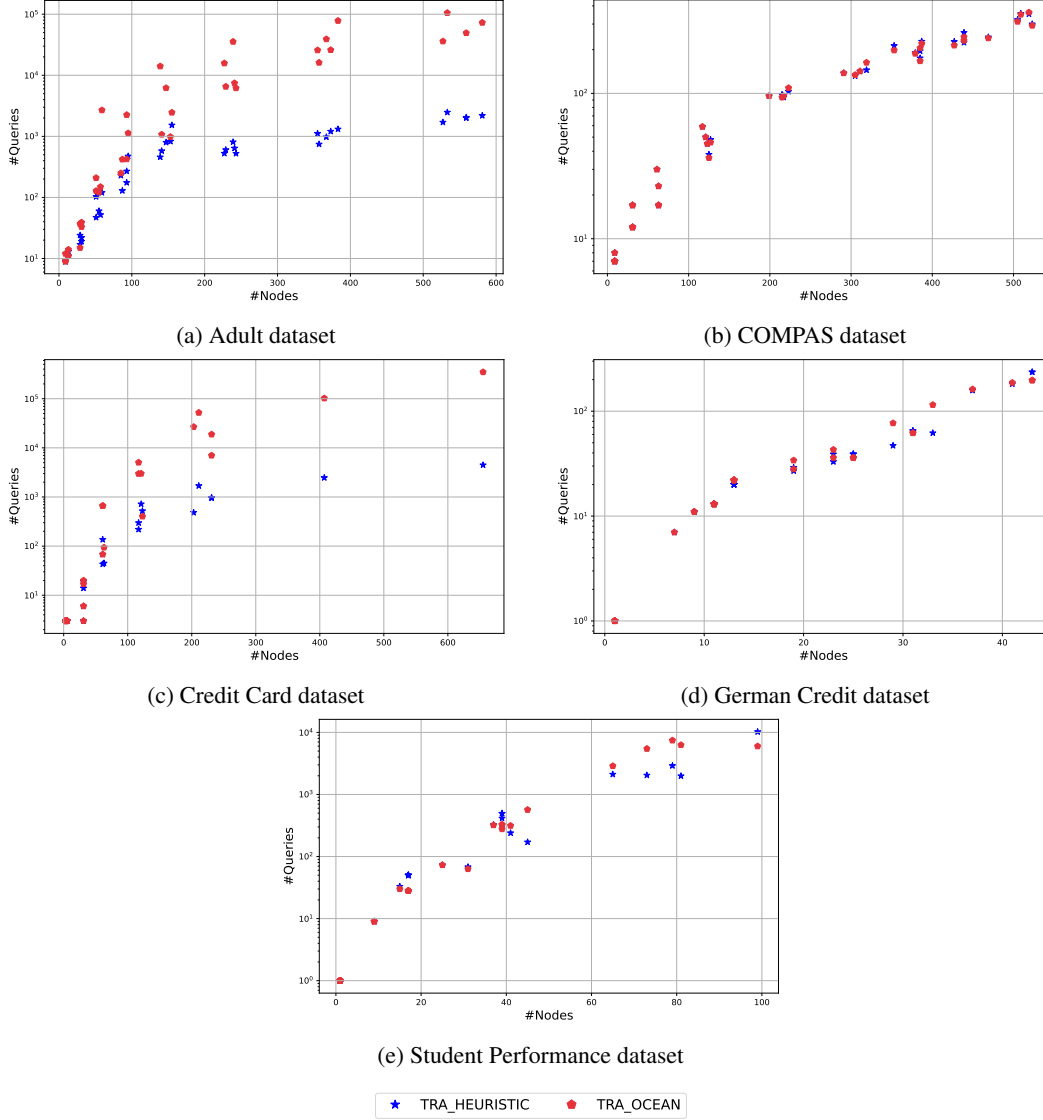 10⁵
10⁴
10³
10²
10¹
#Queries
0 100 200 300 400 500 600
#Nodes
(a) Adult dataset
10²
10¹
#Queries
0 100 200 300 400 500
#Nodes
(b) COMPAS dataset
10⁵
10⁴
10³
10²
10¹
#Queries
0 100 200 300 400 500 600
#Nodes
(c) Credit Card dataset
10²
10¹
10⁰
#Queries
0 10 20 30 40
#Nodes
(d) German Credit dataset
10⁴
10³
10²
10¹
10⁰
#Queries
0 20 40 60 80 100
#Nodes
(e) Student Performance dataset
TRA_HEURISTIC TRA_OCEAN